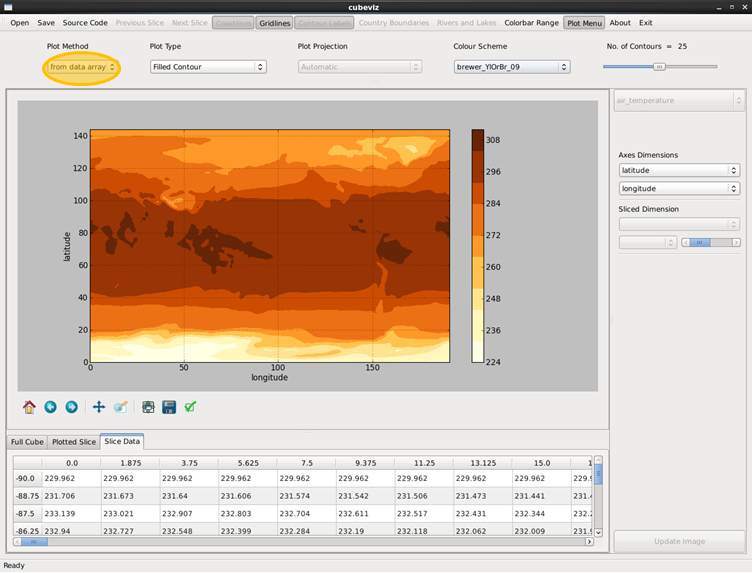 cubeviz
Open Save Source Code Previous Slice Next Slice Coastlines Gridlines Contour Labels Country Boundaries Rivers and Lakes Colorbar Range Plot Menu About Exit
Plot Method Plot Type Plot Projection Colour Scheme No. of Contours = 25
from data array Filled Contour Automatic brewer_YlOrBr_09
air_temperature
Axes Dimensions
latitude
longitude
Sliced Dimension
140
120
100
80
60
40
20
0
latitude
0 50 100 150
longitude
308
296
284
272
260
248
236
224
Full Cube Plotted Slice Slice Data
0.0 1.875 3.75 5.625 7.5 9.375 11.25 13.125 15.0 1
-90.0 229.962 229.962 229.962 229.962 229.962 229.962 229.962 229.962 229.962 229.9
-88.75 231.706 231.673 231.64 231.606 231.574 231.542 231.506 231.473 231.441 231.4
-87.5 233.139 233.021 232.907 232.803 232.704 232.611 232.517 232.431 232.344 232.2
-86.25 232.94 232.727 232.548 232.399 232.284 232.19 232.118 232.062 232.009 231.9
Update Image
Ready